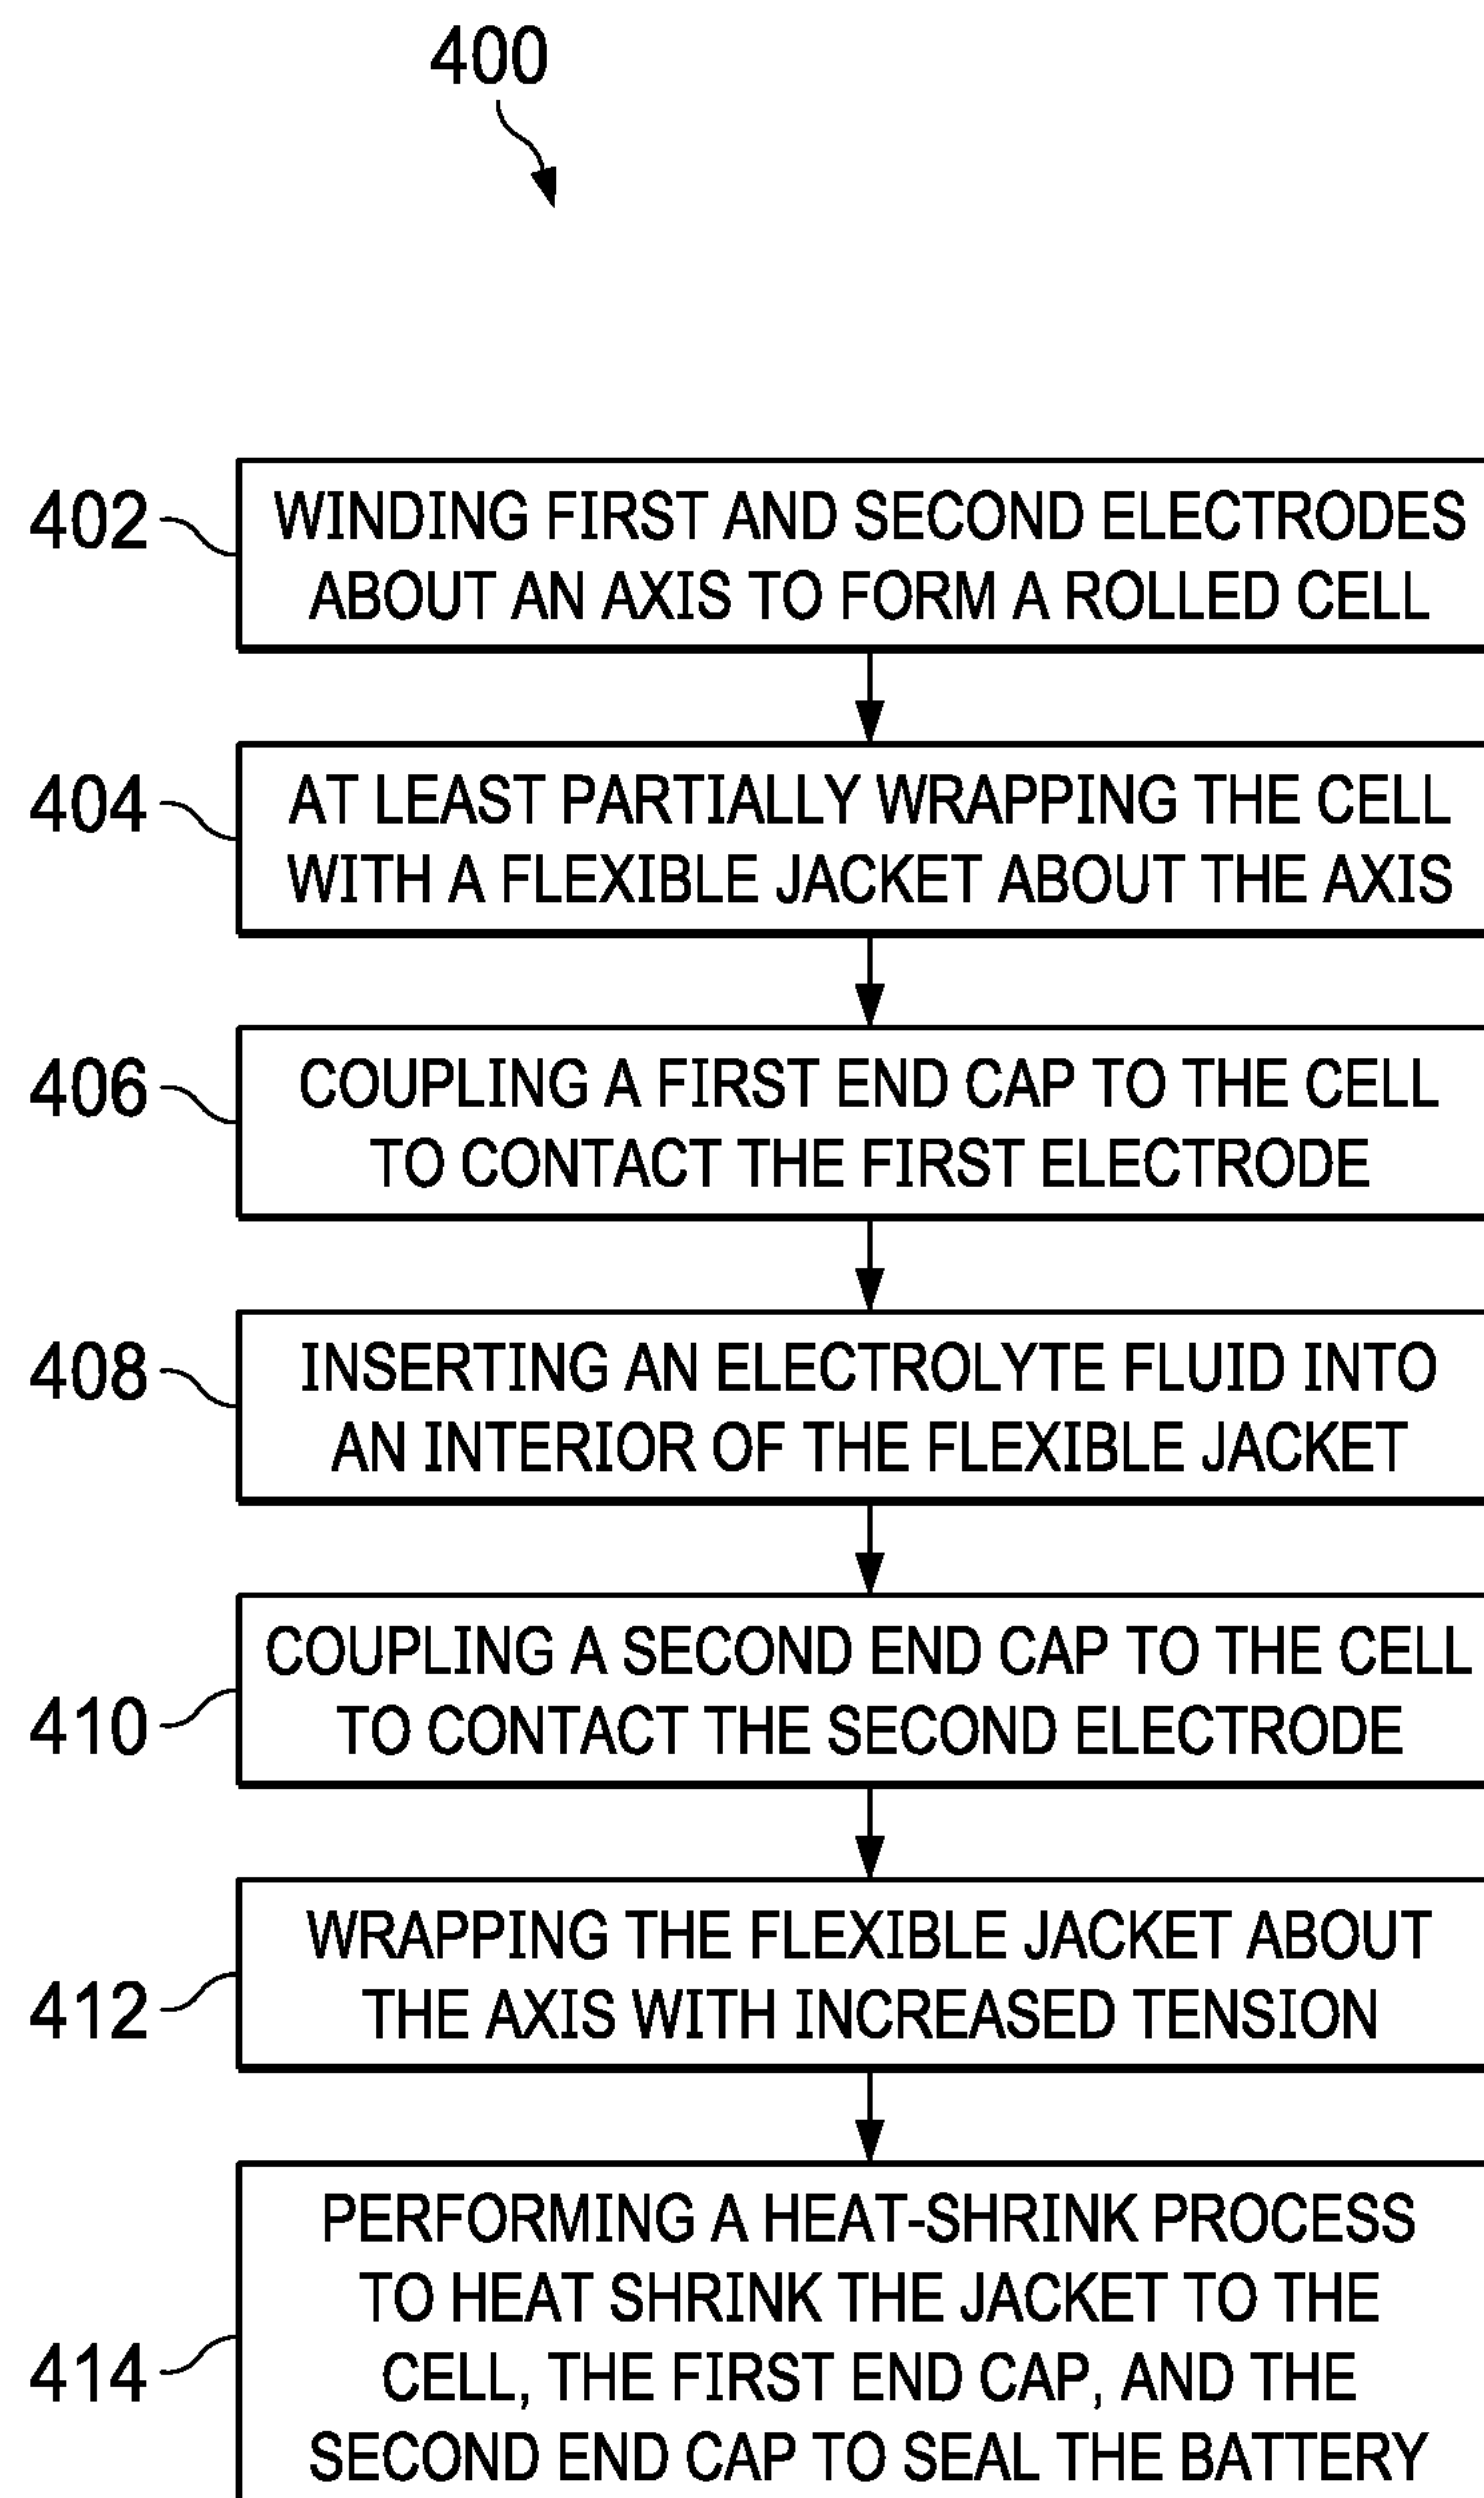 400
402
WINDING FIRST AND SECOND ELECTRODES
ABOUT AN AXIS TO FORM A ROLLED CELL
404
AT LEAST PARTIALLY WRAPPING THE CELL
WITH A FLEXIBLE JACKET ABOUT THE AXIS
406
COUPLING A FIRST END CAP TO THE CELL
TO CONTACT THE FIRST ELECTRODE
408
INSERTING AN ELECTROLYTE FLUID INTO
AN INTERIOR OF THE FLEXIBLE JACKET
410
COUPLING A SECOND END CAP TO THE CELL
TO CONTACT THE SECOND ELECTRODE
412
WRAPPING THE FLEXIBLE JACKET ABOUT
THE AXIS WITH INCREASED TENSION
414
PERFORMING A HEAT-SHRINK PROCESS
TO HEAT SHRINK THE JACKET TO THE
CELL, THE FIRST END CAP, AND THE
SECOND END CAP TO SEAL THE BATTERY